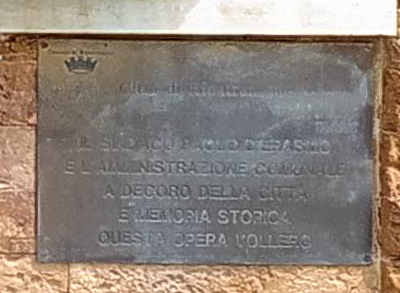 IL SINDACO PAOLO D'ERASMO
E L'AMMINISTRAZIONE COMUNALE
A DECORO DELLA CITTÀ
E MEMORIA STORICA
QUESTA OPERA VOLLERO